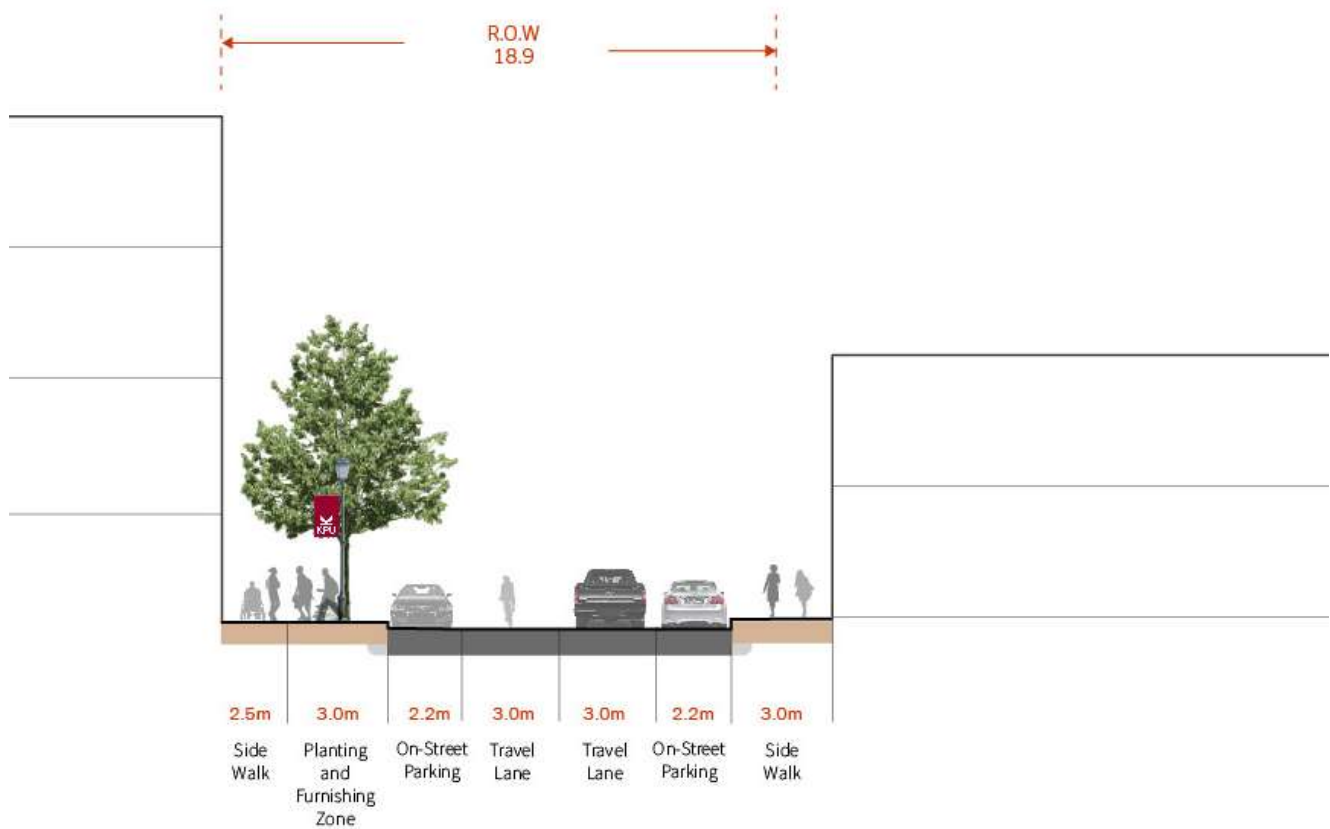 R.O.W
18.9
KPU
2.5m
3.0m
2.2m
3.0m
3.0m
2.2m
3.0m
Side
Walk
Planting
and
Furnishing
Zone
On-Street
Parking
Travel
Lane
Travel
Lane
On-Street
Parking
Side
Walk